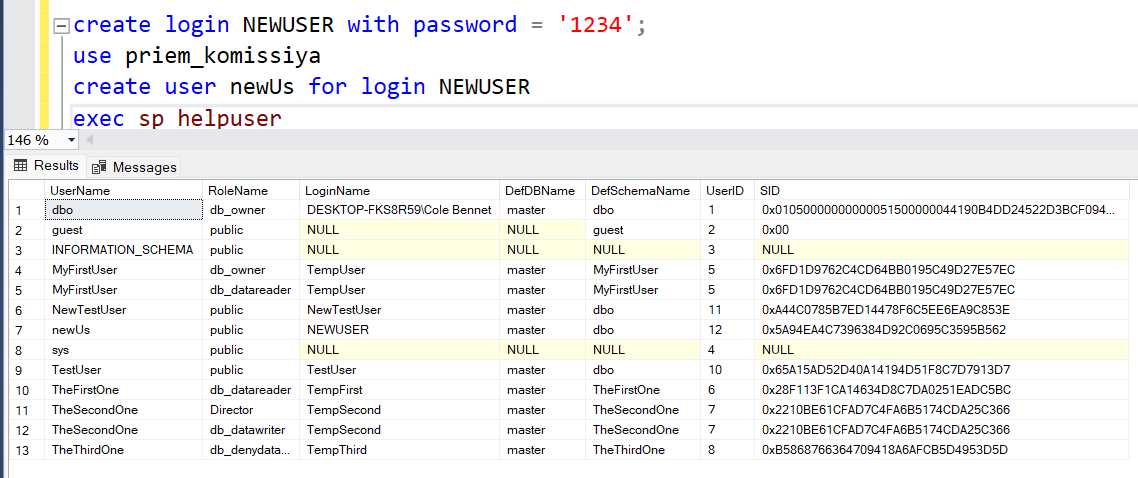 create login NEWUSER with password = '1234';
use priem_komissiya
create user newUs for login NEWUSER
exec sp_helpuser
146 %
Results Messages
UserName RoleName LoginName DefDBName DefSchemaName UserID SID
1 dbo db_owner DESKTOP-FKS8R59\Cole Bennet master dbo 1 0x01050000000000051500000044190B4DD24522D3BCF094...
2 guest public NULL NULL guest 2 0x00
3 INFORMATION_SCHEMA public NULL NULL NULL 3 NULL
4 MyFirstUser db_owner TempUser master MyFirstUser 5 0x6FD1D9762C4CD64BB0195C49D27E57EC
5 MyFirstUser db_datareader TempUser master MyFirstUser 5 0x6FD1D9762C4CD64BB0195C49D27E57EC
6 NewTestUser public NewTestUser master dbo 11 0xA44C0785B7ED14478F6C5EE6EA9C853E
7 newUs public NEWUSER master dbo 12 0x5A94EA4C7396384D92C0695C3595B562
8 sys public NULL NULL NULL 4 NULL
9 TestUser public TestUser master dbo 10 0x65A15AD52D40A14194D51F8C7D7913D7
10 TheFirstOne db_datareader TempFirst master TheFirstOne 6 0x28F113F1CA14634D8C7DA0251EADC5BC
11 TheSecondOne Director TempSecond master TheSecondOne 7 0x2210BE61CFAD7C4FA6B5174CDA25C366
12 TheSecondOne db_datawriter TempSecond master TheSecondOne 7 0x2210BE61CFAD7C4FA6B5174CDA25C366
13 TheThirdOne db_denydata... TempThird master TheThirdOne 8 0xB5868766364709418A6AFCB5D4953D5D